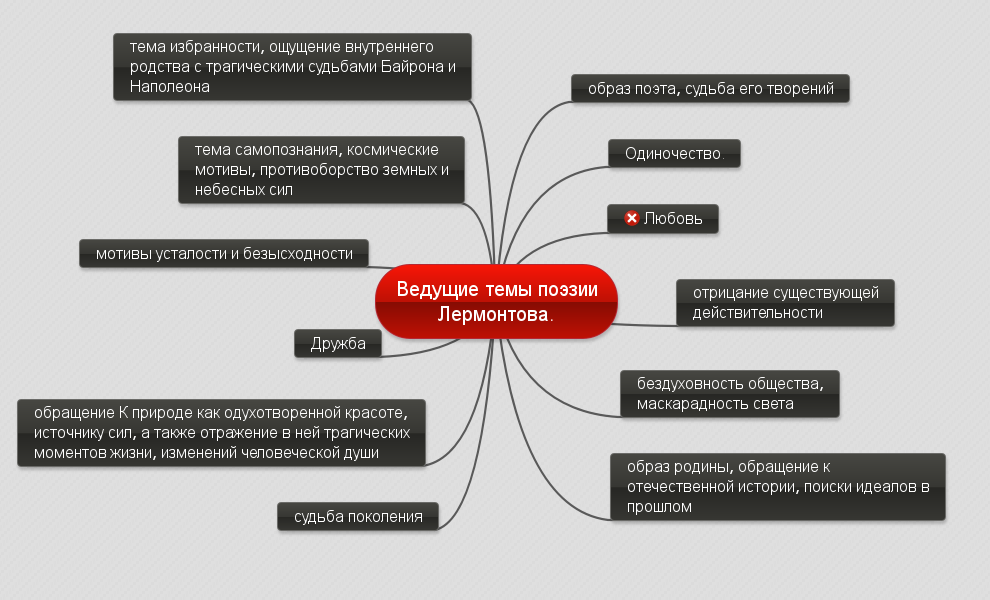 тема избранности, ощущение внутреннего
родства с трагическими судьбами Байрона и
Наполеона
тема самопознания, космические
мотивы, противоборство земных и
небесных сил
мотивы усталости и безысходности
Дружба
обращение К природе как одухотворенной красоте,
источнику сил, а также отражение в ней трагических
моментов жизни, изменений человеческой души
судьба поколения
Ведущие темы поэзии
Лермонтова.
образ поэта, судьба его творений
Одиночество.
Любовь
отрицание существующей
действительности
бездуховность общества,
маскарадность света
образ родины, обращение к
отечественной истории, поиски идеалов в
прошлом